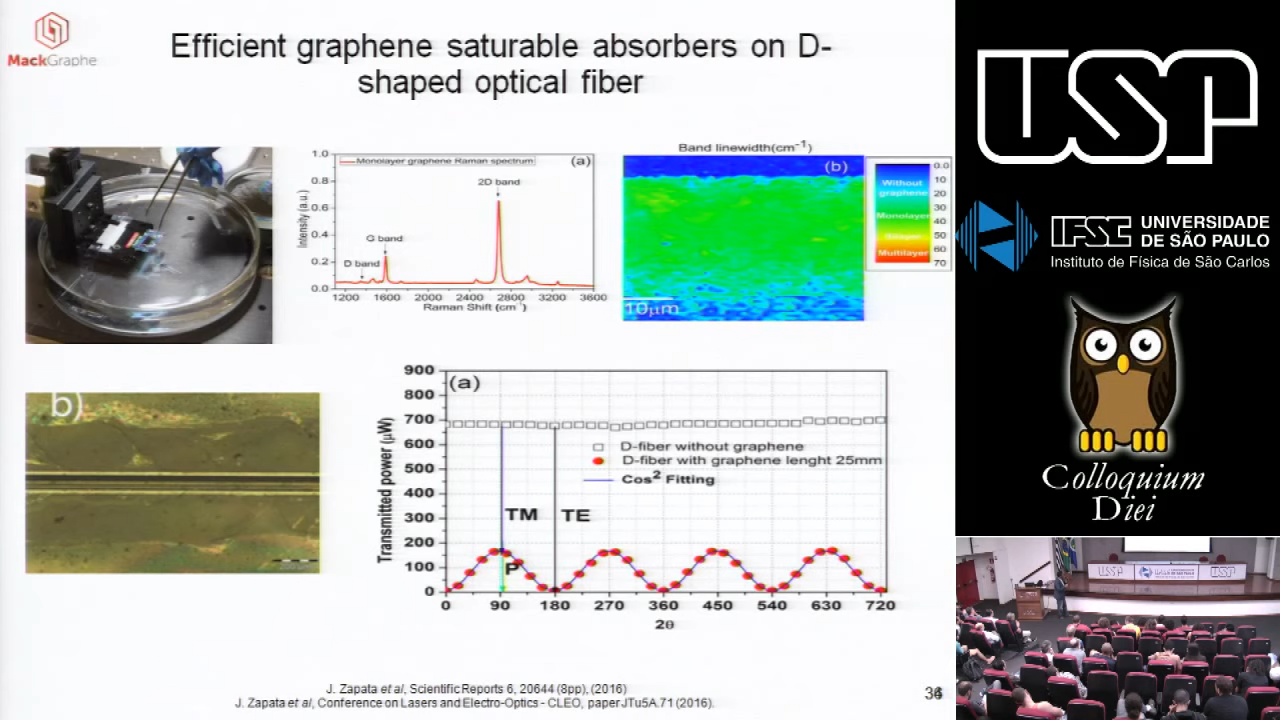 MackGraphe
Efficient graphene saturable absorbers on D-
shaped optical fiber
1.0
0.8
0.6
0.4
0.2
0.0
Intensity (a.u.)
Monolayer graphene Raman spectrum
(a)
2D band
G band
D band
1200 1600 2000 2400 2800 3200 3600
Raman Shift (cm⁻¹)
Band linewidth(cm⁻¹)
(b)
10μm
0.0
10
20
30
40
50
60
70
Without
graphene
Monolayer
Bilayer
Multilayer
b)
900
800
700
600
500
400
300
200
100
0
Transmitted power (μW)
(a)
D-fiber without graphene
D-fiber with graphene lenght 25mm
Cos² Fitting
TM TE
P
0 90 180 270 360 450 540 630 720
2θ
J. Zapata et al, Scientific Reports 6, 20644 (8pp), (2016)
J. Zapata et al, Conference on Lasers and Electro-Optics - CLEO, paper JTu5A.71 (2016).
USP
IFSC UNIVERSIDADE
DE SÃO PAULO
Instituto de Física de São Carlos
Colloquium
Diei
USP